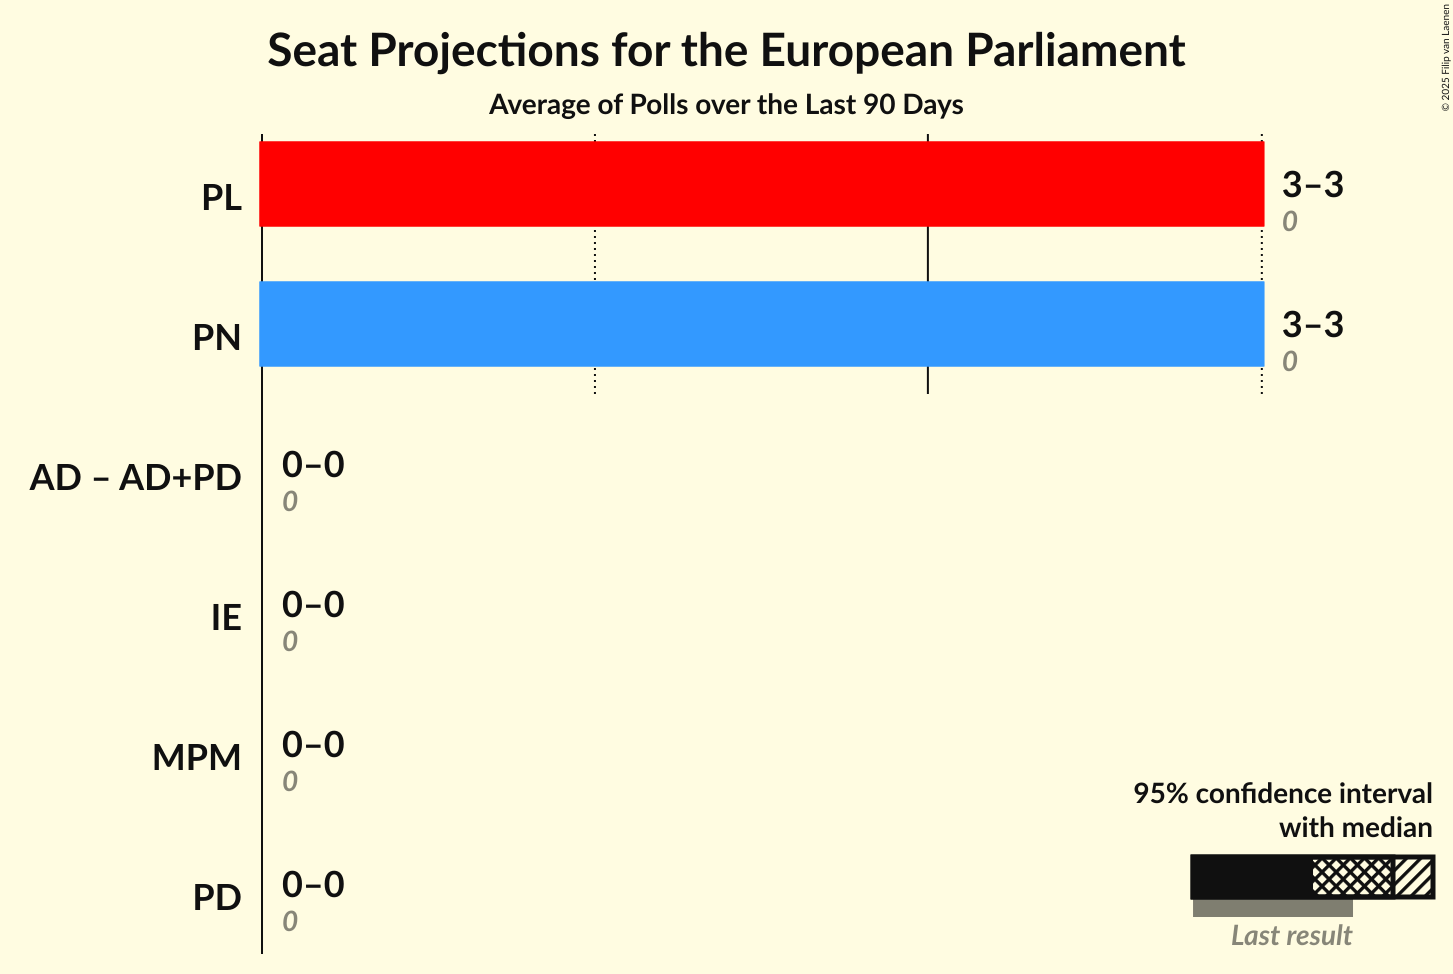 Seat Projections for the European Parliament
Average of Polls over the Last 90 Days
© 2025 Filip van Laenen
PL
3–3
0
PN
3–3
0
AD – AD+PD
0–0
0
IE
0–0
0
MPM
0–0
0
PD
0–0
0
95% confidence interval
with median
Last result